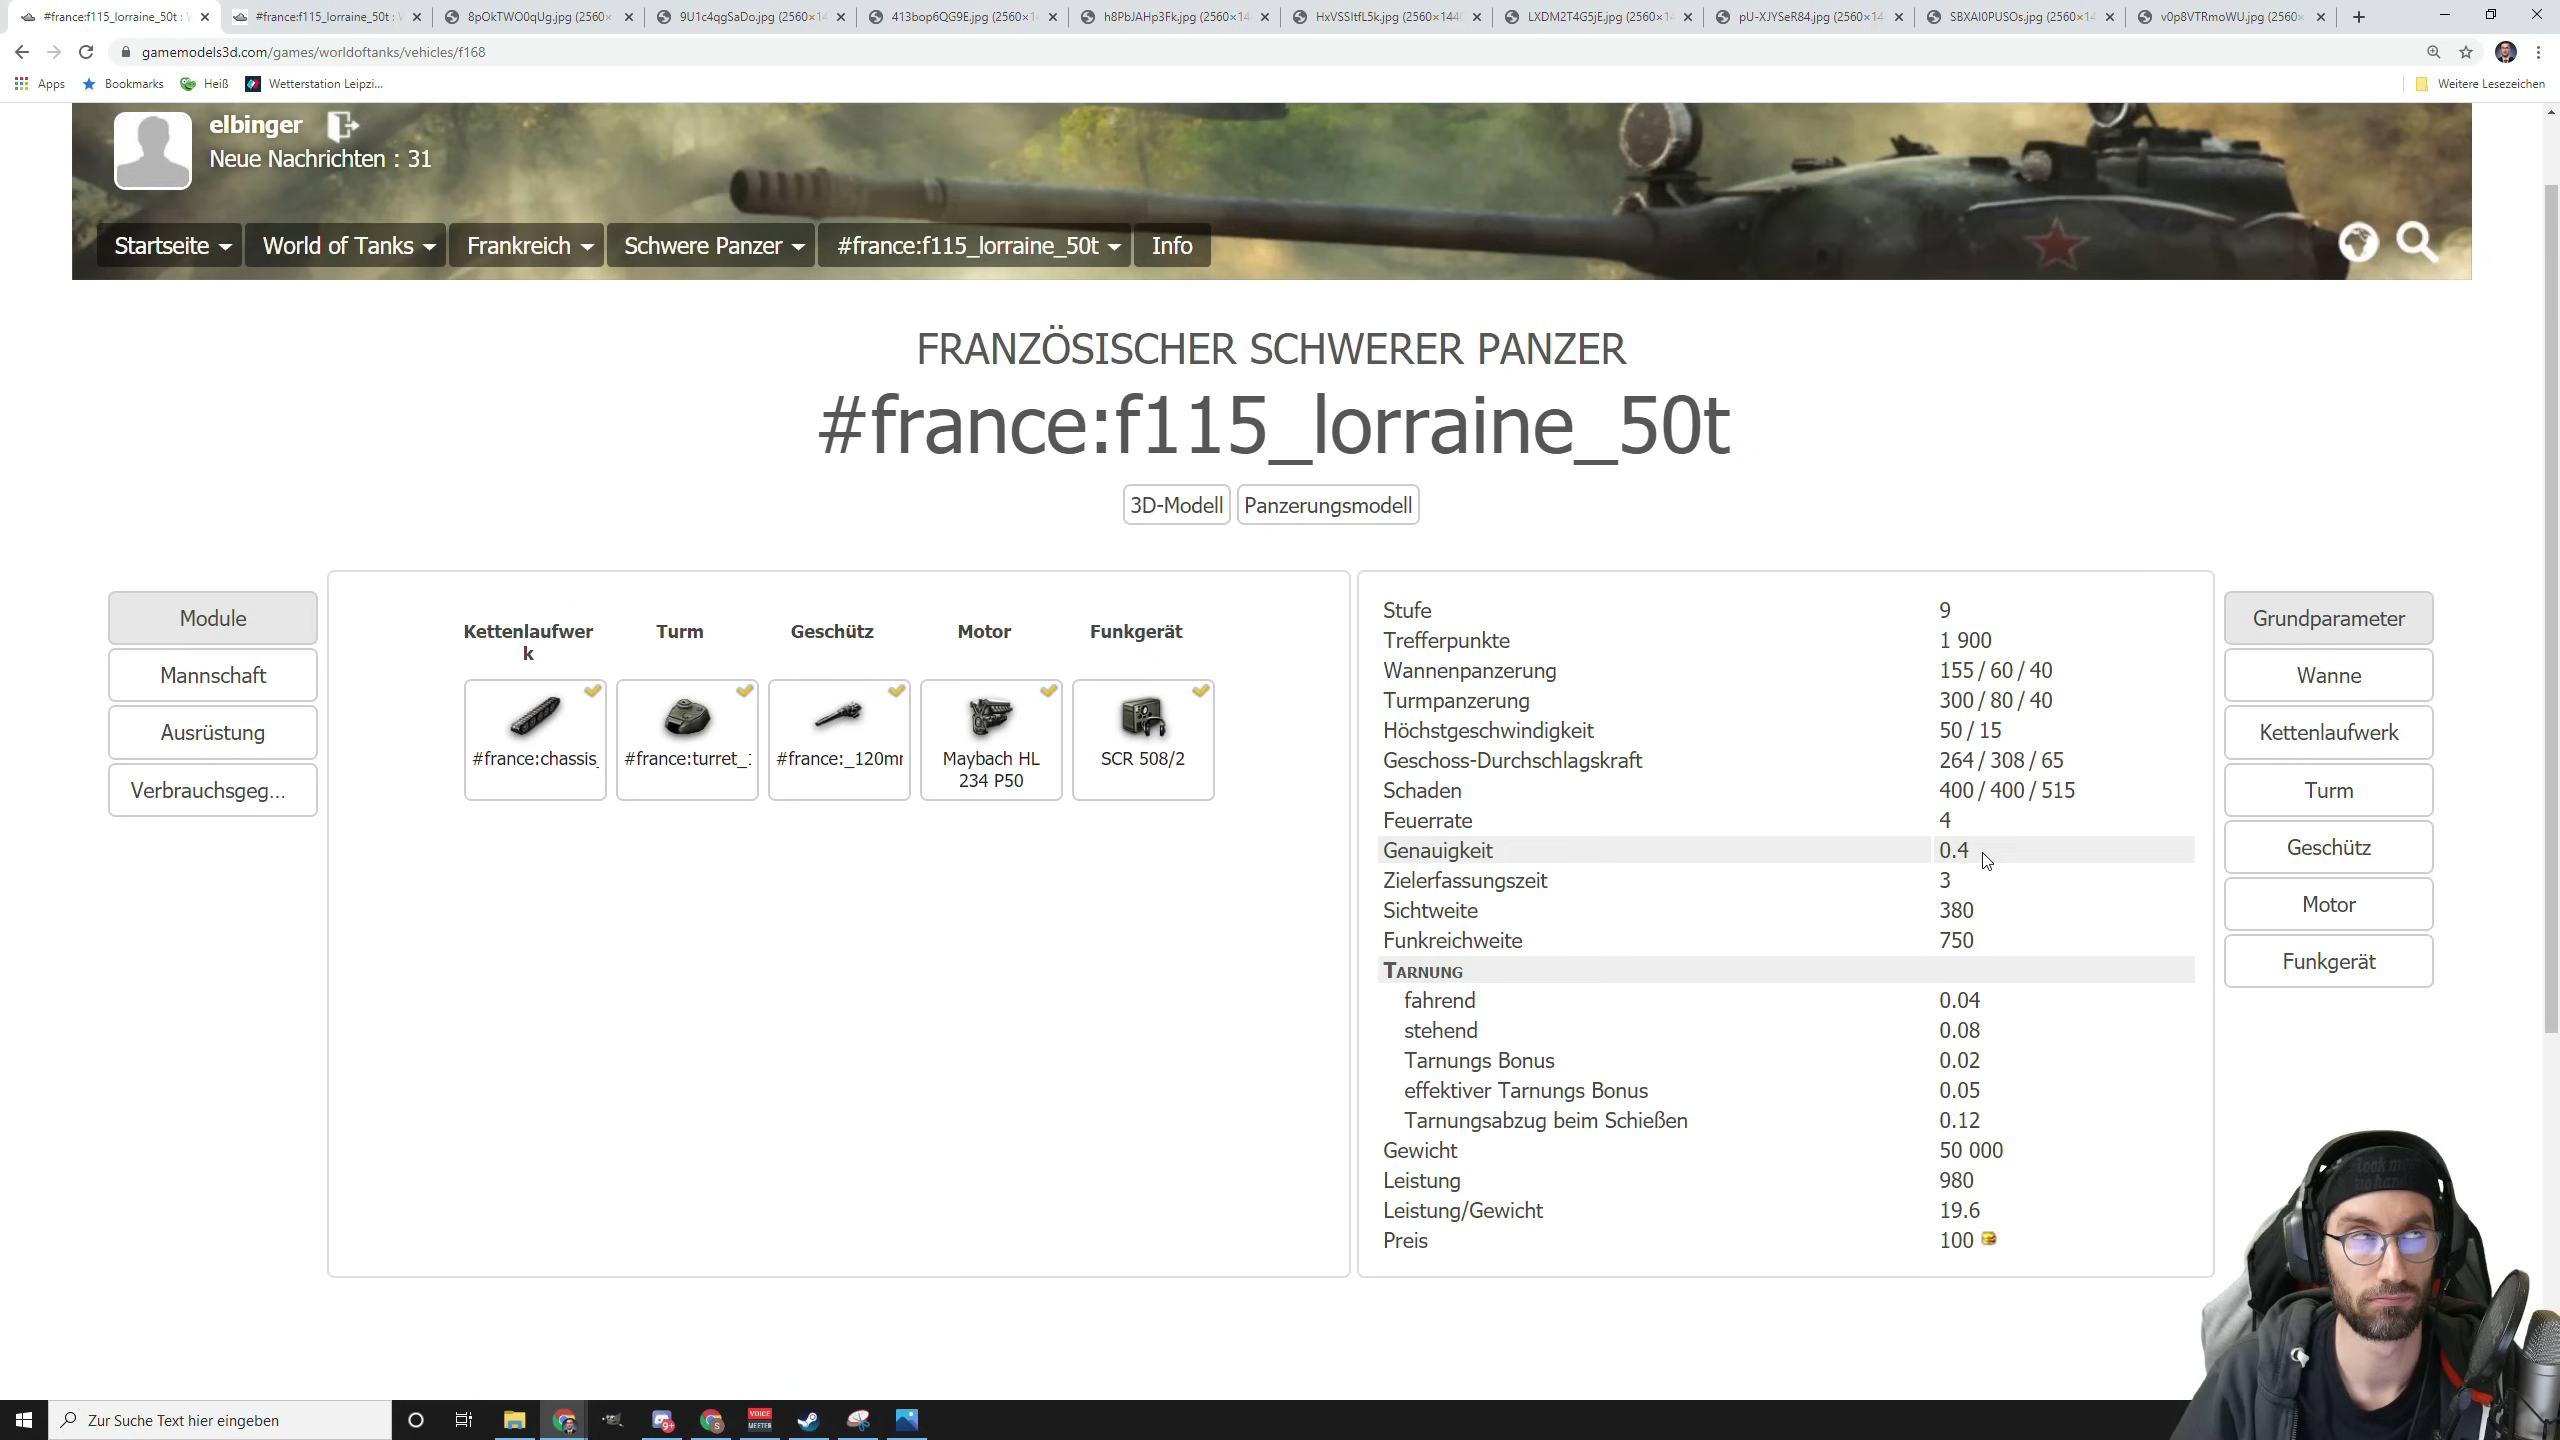 #france:f115_lorraine_50t : W
#france:f115_lorraine_50t : W
8pOkTWO0qUg.jpg (2560×
9U1c4qgSaDo.jpg (2560×1
413bop6QG9E.jpg (2560×1
h8PbJAHp3Fk.jpg (2560×14
HxVSSItfL5k.jpg (2560×144
LXDM2T4G5jE.jpg (2560×1
pU-XJYSeR84.jpg (2560×14
SBXAI0PUSOs.jpg (2560×1
v0p8VTRmoWU.jpg (2560×
gamemodels3d.com/games/worldoftanks/vehicles/f168
Apps
Bookmarks
Heiß
Wetterstation Leipzi...
Weitere Lesezeichen
elbinger
Neue Nachrichten : 31
Startseite
World of Tanks
Frankreich
Schwere Panzer
#france:f115_lorraine_50t
Info
FRANZÖSISCHER SCHWERER PANZER
#france:f115_lorraine_50t
3D-Modell
Panzerungsmodell
Module
Mannschaft
Ausrüstung
Verbrauchsgeg...
Kettenlaufwer
k
Turm
Geschütz
Motor
Funkgerät
#france:chassis_
#france:turret_1
#france:_120mm
Maybach HL
234 P50
SCR 508/2
Stufe 9
Trefferpunkte 1 900
Wannenpanzerung 155 / 60 / 40
Turmpanzerung 300 / 80 / 40
Höchstgeschwindigkeit 50 / 15
Geschoss-Durchschlagskraft 264 / 308 / 65
Schaden 400 / 400 / 515
Feuerrate 4
Genauigkeit 0.4
Zielerfassungszeit 3
Sichtweite 380
Funkreichweite 750
TARNUNG
fahrend 0.04
stehend 0.08
Tarnungs Bonus 0.02
effektiver Tarnungs Bonus 0.05
Tarnungsabzug beim Schießen 0.12
Gewicht 50 000
Leistung 980
Leistung/Gewicht 19.6
Preis 100
Grundparameter
Wanne
Kettenlaufwerk
Turm
Geschütz
Motor
Funkgerät
Zur Suche Text hier eingeben
9+
S
VOICE
MEETER